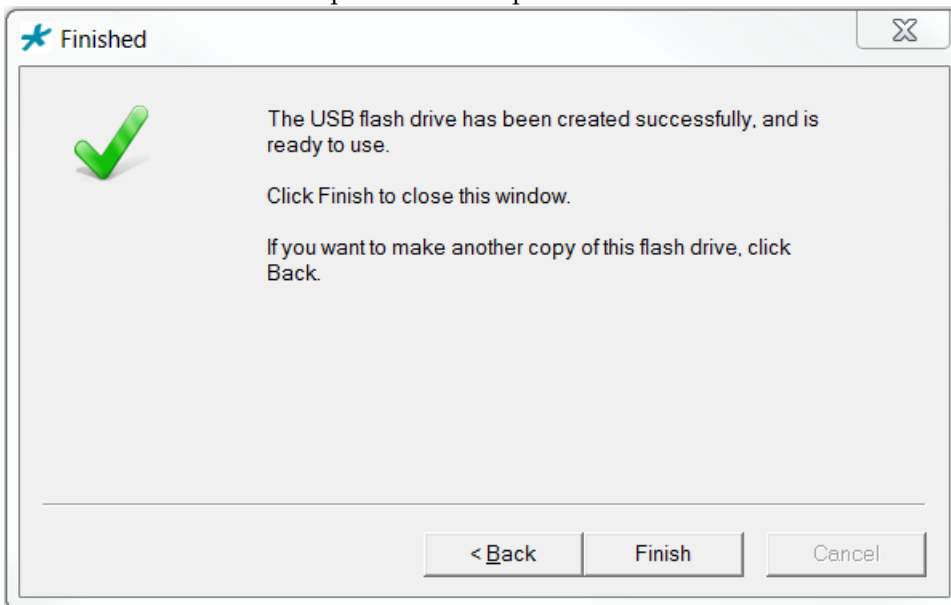 Finished
The USB flash drive has been created successfully, and is
ready to use.
Click Finish to close this window.
If you want to make another copy of this flash drive, click
Back.
< Back
Finish
Cancel